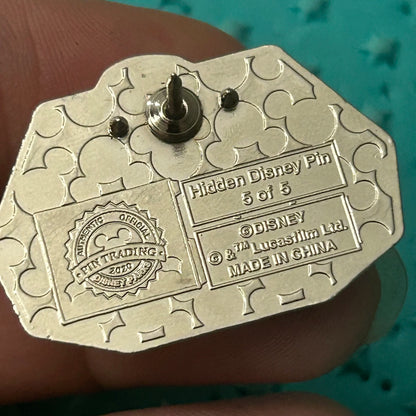 AUTHENTIC OFFICIAL
PIN TRADING
2020
DISNEY PARKS
Hidden Disney Pin
5 of 5
©DISNEY
© &™ Lucasfilm Ltd.
MADE IN CHINA